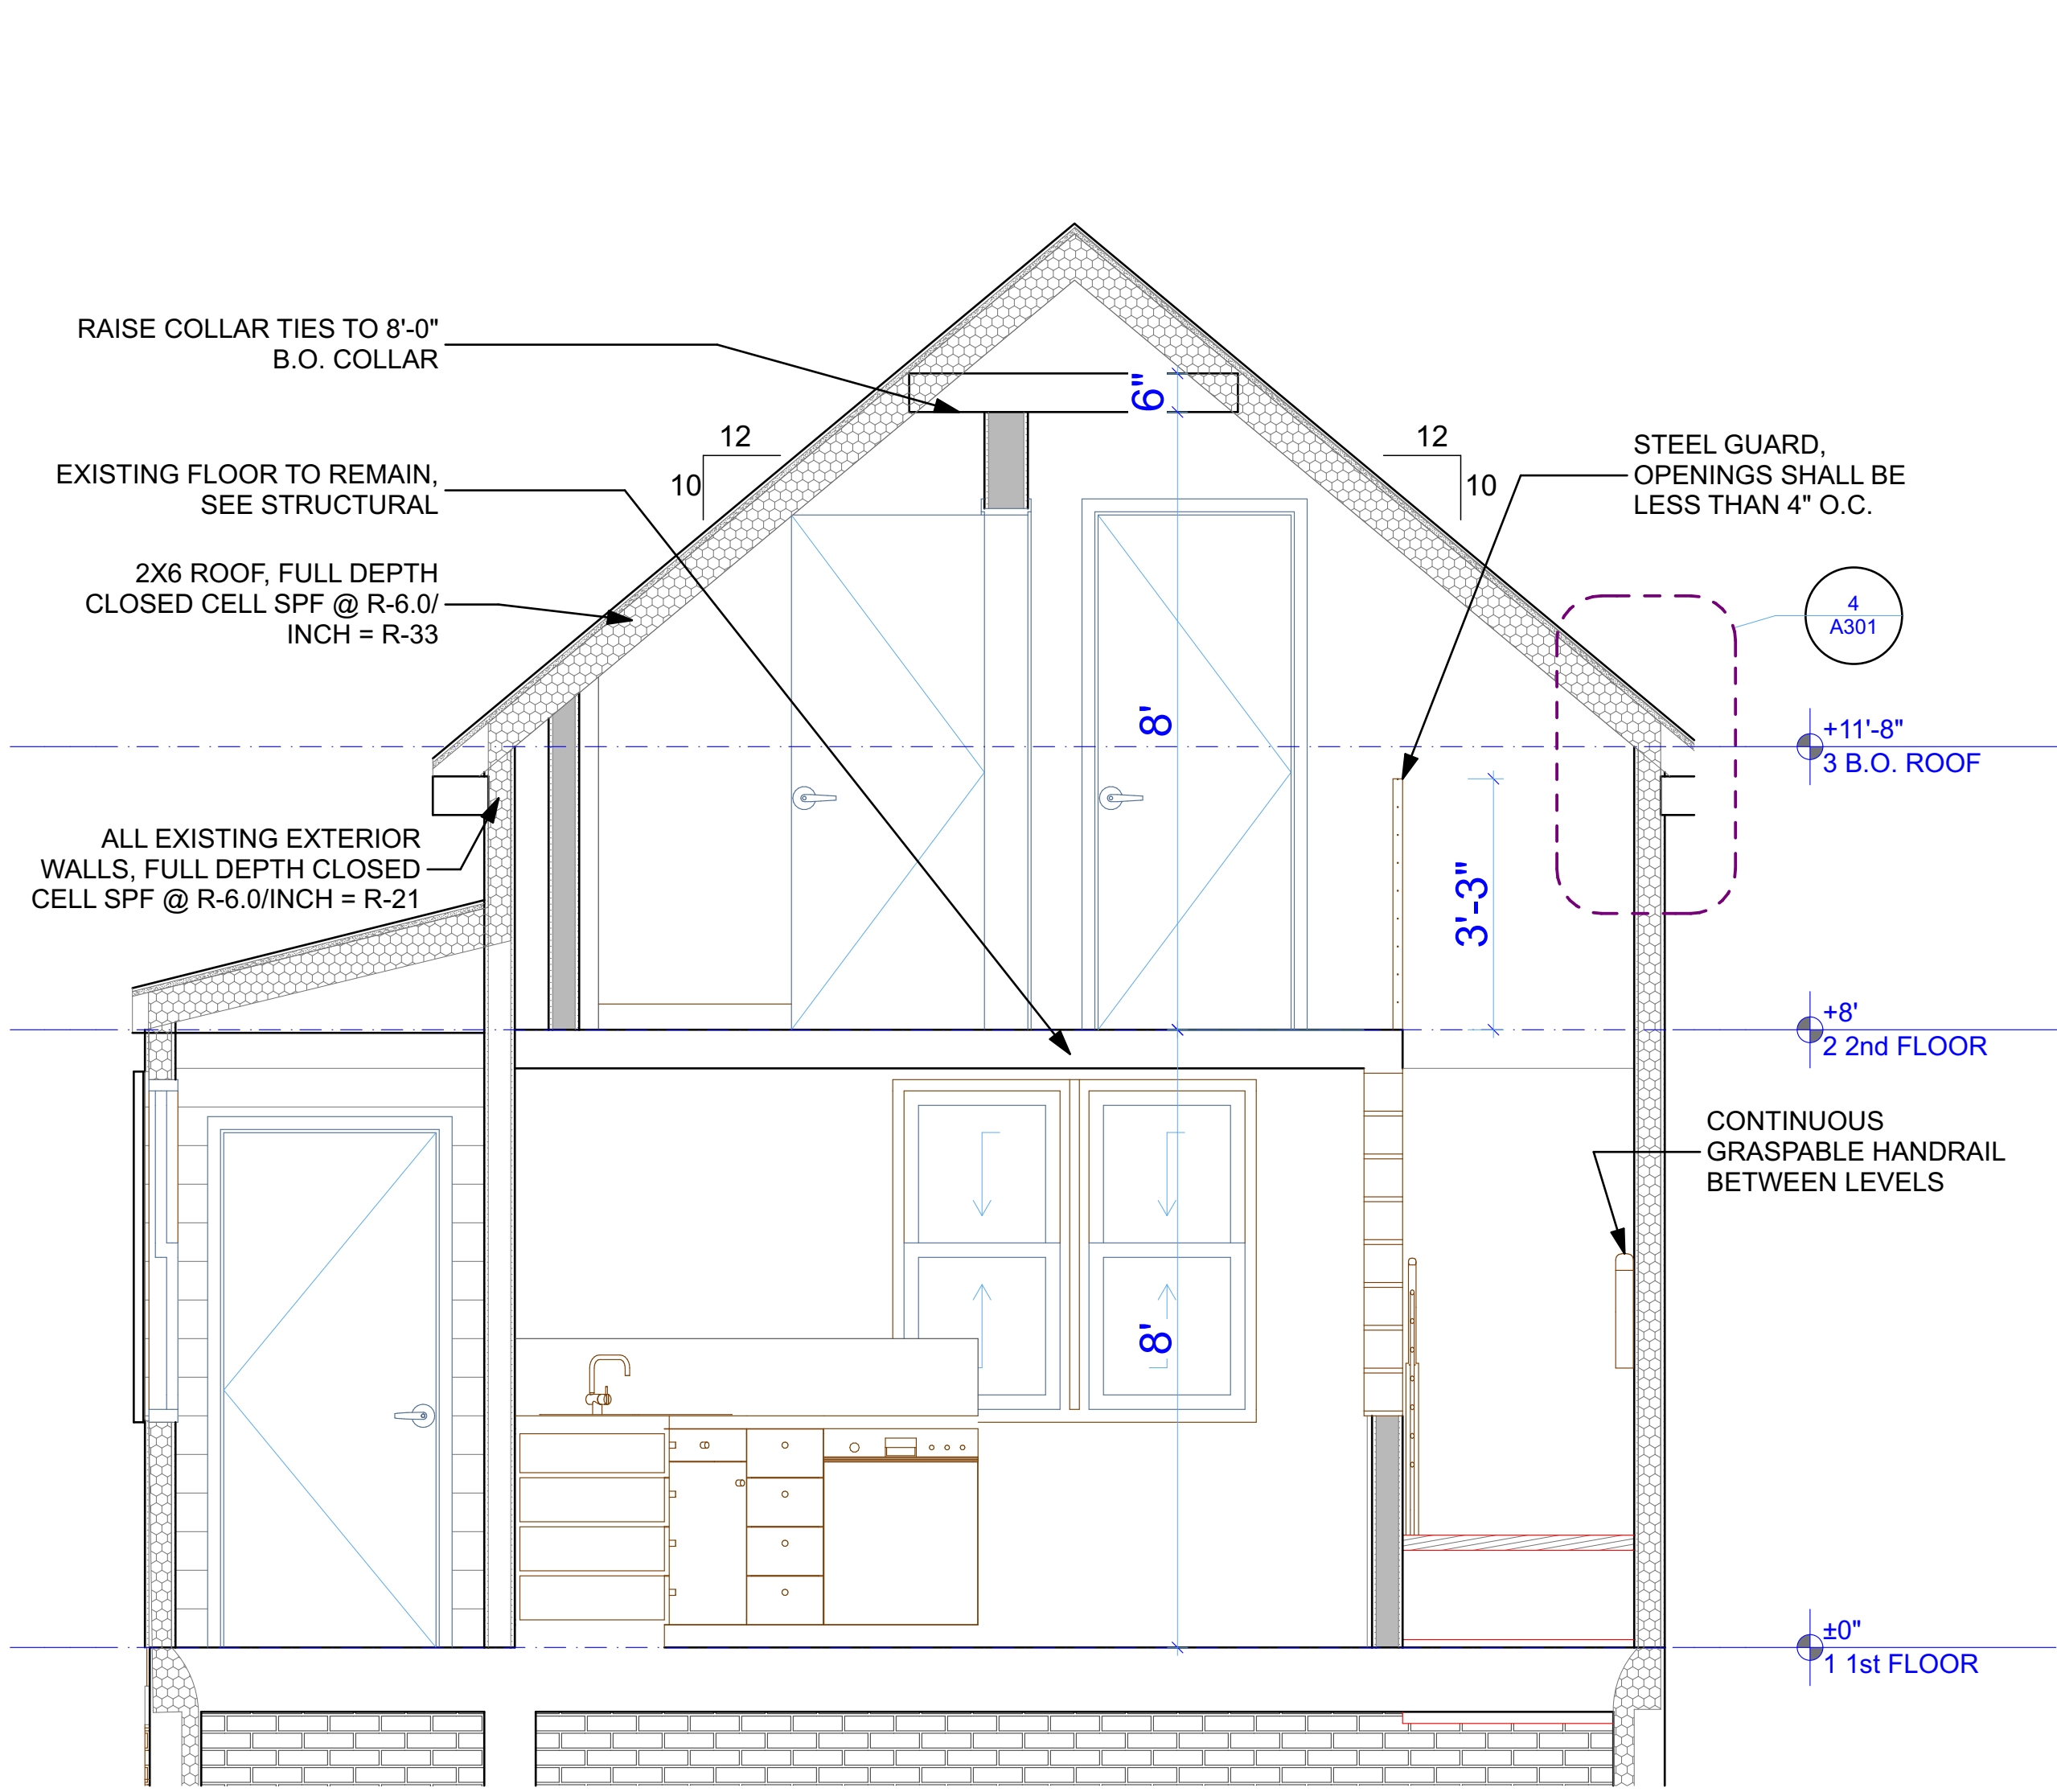 RAISE COLLAR TIES TO 8'-0"
B.O. COLLAR
6"
12
10
12
10
EXISTING FLOOR TO REMAIN,
SEE STRUCTURAL
STEEL GUARD,
OPENINGS SHALL BE
LESS THAN 4" O.C.
2X6 ROOF, FULL DEPTH
CLOSED CELL SPF @ R-6.0/
INCH = R-33
4
A301
8'
+11'-8"
3 B.O. ROOF
ALL EXISTING EXTERIOR
WALLS, FULL DEPTH CLOSED
CELL SPF @ R-6.0/INCH = R-21
3'-3"
+8'
2 2nd FLOOR
CONTINUOUS
GRASPABLE HANDRAIL
BETWEEN LEVELS
8'
±0"
1 1st FLOOR